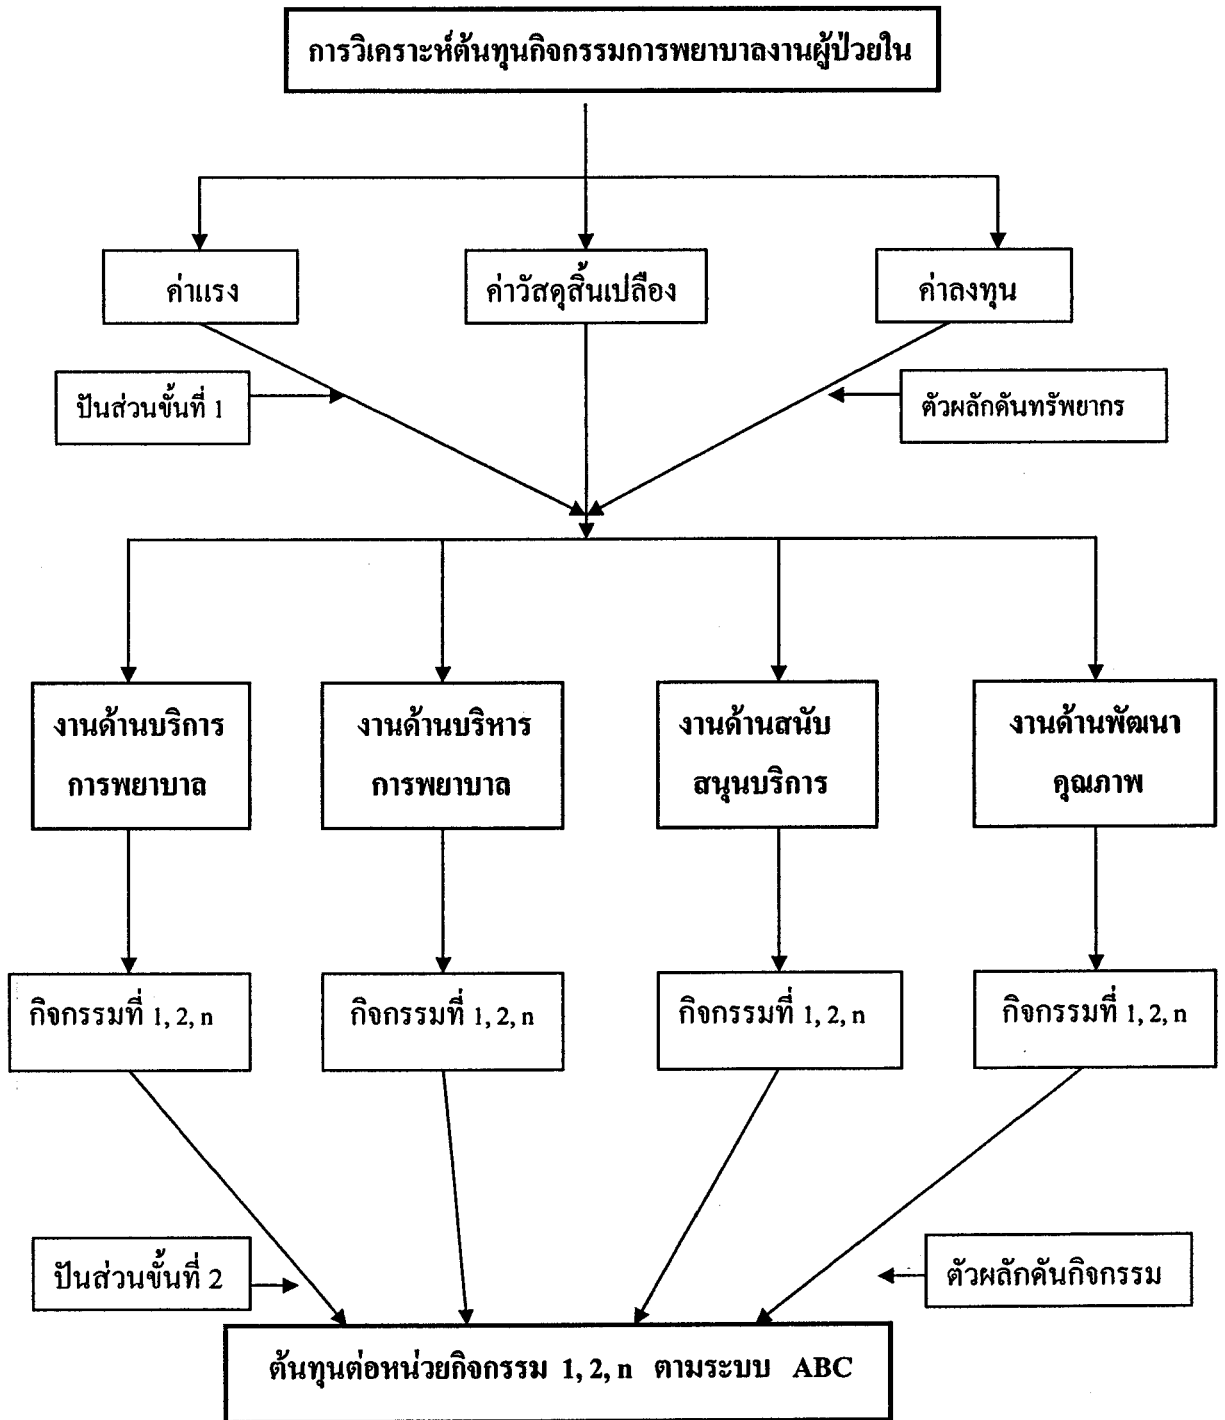 การวิเคราะห์ต้นทุนกิจกรรมการพยาบาลงานผู้ป่วยใน
ค่าแรง
ค่าวัสดุสิ้นเปลือง
ค่าลงทุน
ปันส่วนขั้นที่ 1
ตัวผลักดันทรัพยากร
งานด้านบริการ
การพยาบาล
งานด้านบริหาร
การพยาบาล
งานด้านสนับ
สนุนบริการ
งานด้านพัฒนา
คุณภาพ
กิจกรรมที่ 1, 2, n
กิจกรรมที่ 1, 2, n
กิจกรรมที่ 1, 2, n
กิจกรรมที่ 1, 2, n
ปันส่วนขั้นที่ 2
ตัวผลักดันกิจกรรม
ต้นทุนต่อหน่วยกิจกรรม 1, 2, n ตามระบบ ABC